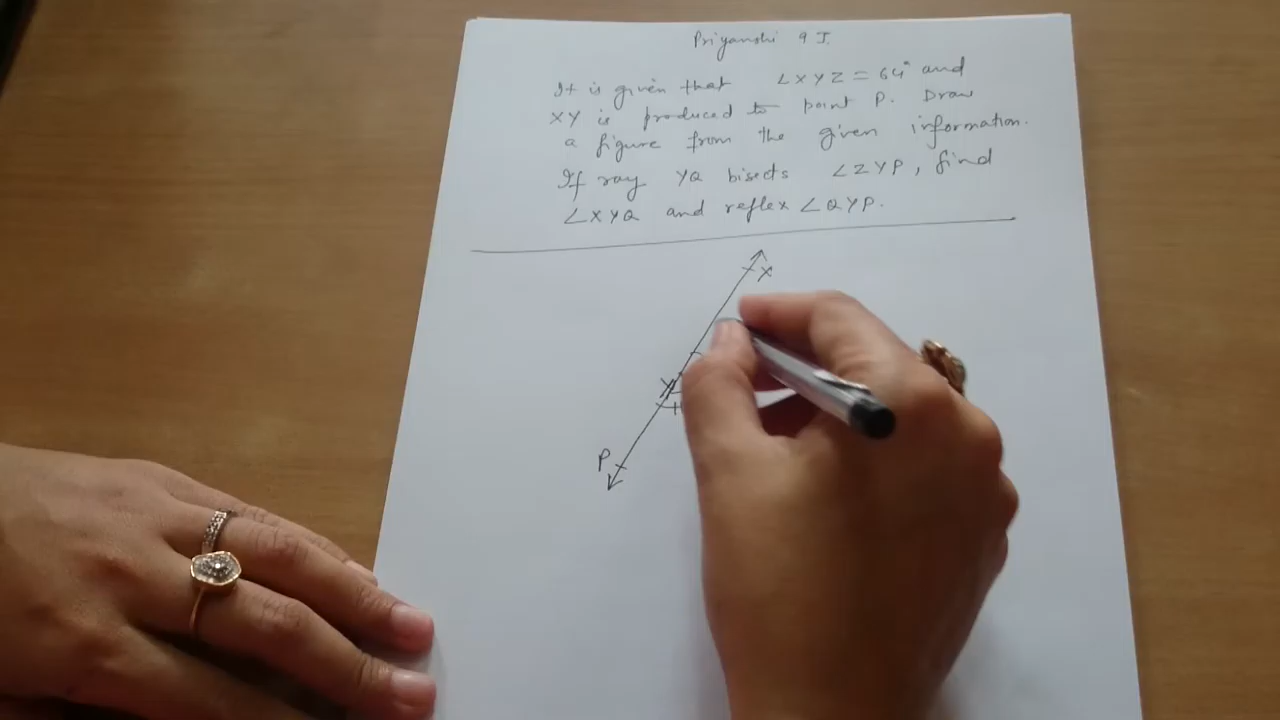 Priyanshi 9 I.
It is given that ∠XYZ = 64° and
XY is produced to point P. Draw
a figure from the given information.
If ray YQ bisects ∠ZYP, find
∠XYQ and reflex ∠QYP.
X
Y
P